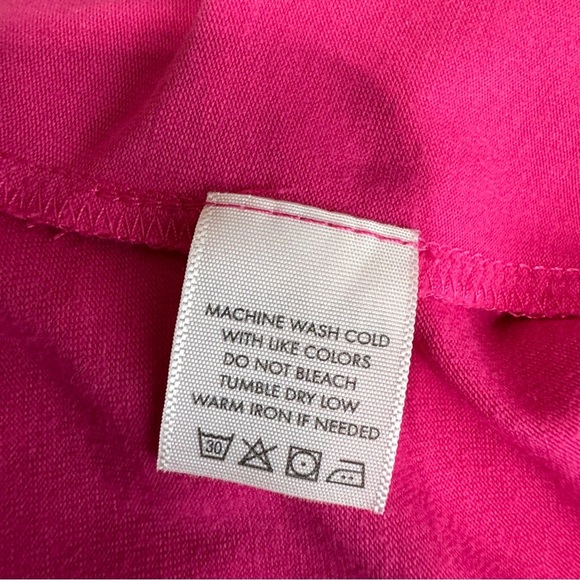 MACHINE WASH COLD
WITH LIKE COLORS
DO NOT BLEACH
TUMBLE DRY LOW
WARM IRON IF NEEDED
30